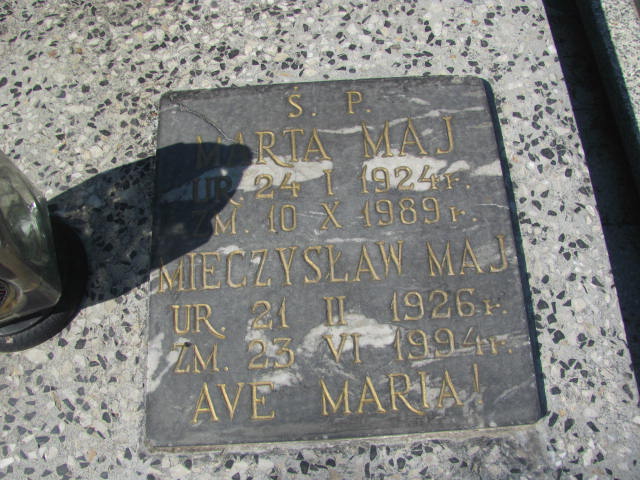 Ś. P.
MARTA MAJ
UR. 24 I 1924 r.
ZM. 10 X 1989 r.
MIECZYSŁAW MAJ
UR. 21 II 1926 r.
ZM. 23 VI 1994 r.
AVE MARIA!